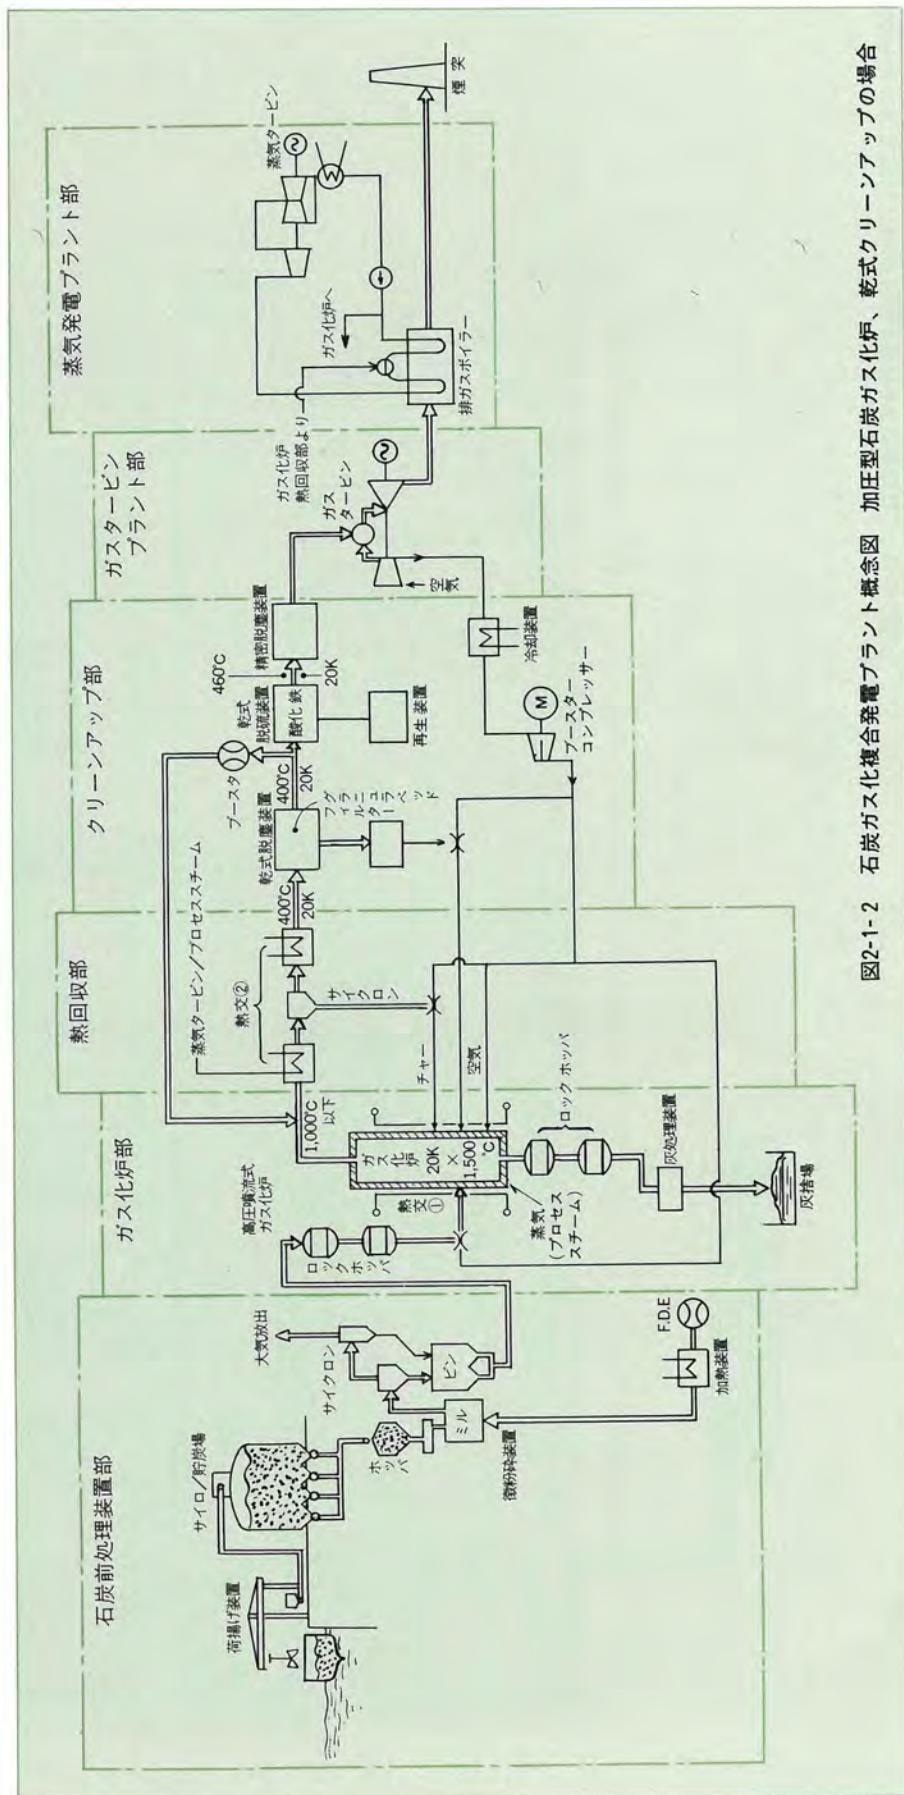 石炭前処理装置部
荷揚げ装置
サイロ/貯炭場
ホッパ
ミル
微粉砕装置
サイクロン
大気放出
ビン
加熱装置
F.D.E
ガス化炉部
高圧噴流式
ガス化炉
ロックホッパ
熱交①
ガス化炉
20K
×
1,500
℃
蒸気
(プロセス
スチーム)
ロックホッパ
灰処理装置
灰捨場
1,000℃
以下
熱回収部
蒸気タービン/プロセススチーム
熱交②
サイクロン
チャー
空気
クリーンアップ部
400℃
20K
乾式脱塵装置
グラニュラベッド
フィルター
ブースタ
400℃
20K
乾式
脱硫装置
酸化鉄
再生装置
460℃
20K
精密脱塵装置
ガスタービン
プラント部
ガス
タービン
空気
冷却装置
M
ブースター
コンプレッサー
ガス化炉
熱回収部より
蒸気発電プラント部
ガス化炉へ
排ガスボイラー
蒸気タービン
煙突
図2-1-2 石炭ガス化複合発電プラント概念図 加圧型石炭ガス化炉、乾式クリーンアップの場合